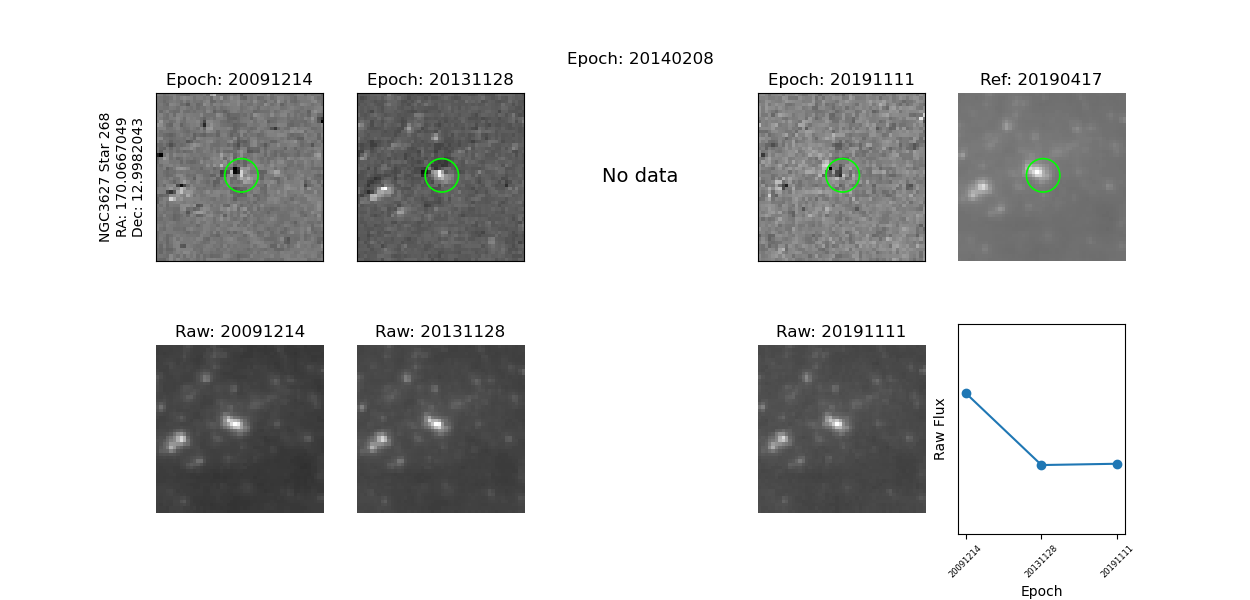 Epoch: 20140208
Epoch: 20091214
Epoch: 20131128
Epoch: 20191111
Ref: 20190417
NGC3627 Star 268
RA: 170.0667049
Dec: 12.9982043
No data
Raw: 20091214
Raw: 20131128
Raw: 20191111
Raw Flux
20091214
20131128
20191111
Epoch